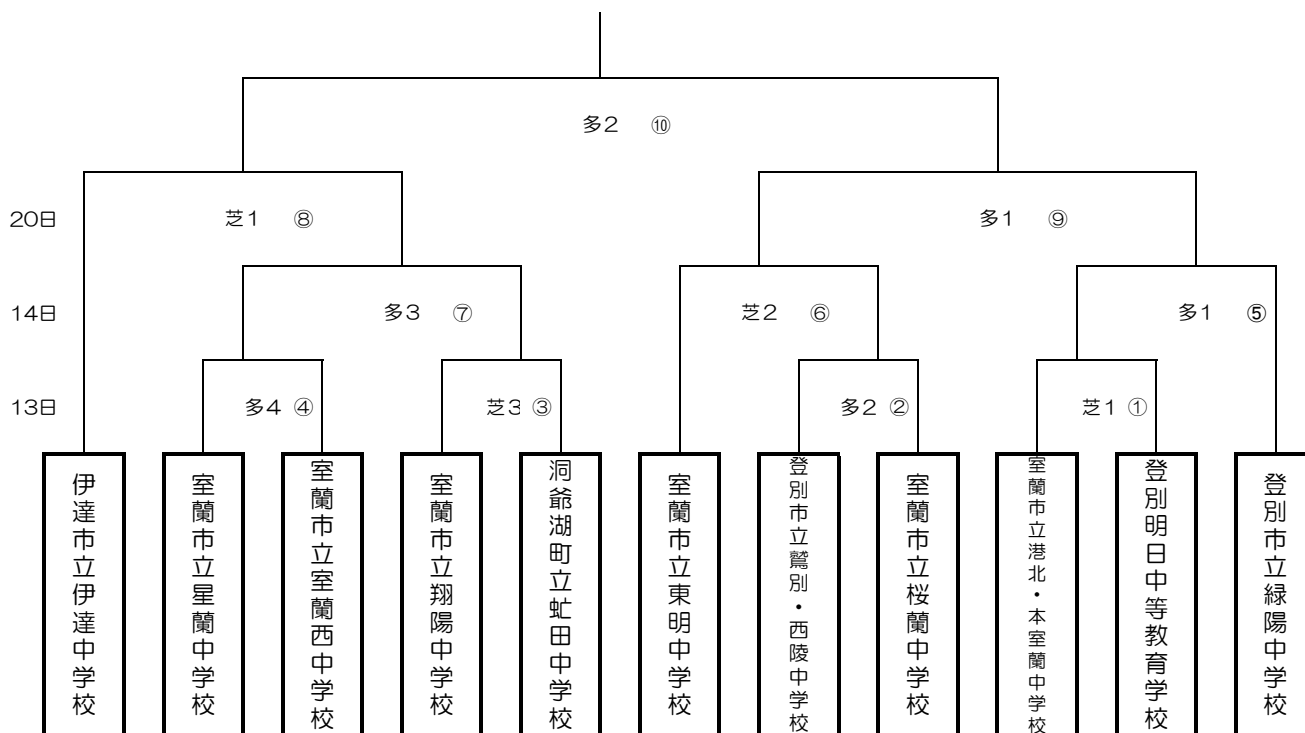 多2 ⑩
20日 芝1 ⑧ 多1 ⑨
14日 多3 ⑦ 芝2 ⑥ 多1 ⑤
13日 多4 ④ 芝3 ③ 多2 ② 芝1 ①
伊達市立伊達中学校
室蘭市立星蘭中学校
室蘭市立室蘭西中学校
室蘭市立翔陽中学校
洞爺湖町立虻田中学校
室蘭市立東明中学校
登別市立鷲別・西陵中学校
室蘭市立桜蘭中学校
室蘭市立港北・本室蘭中学校
登別明日中等教育学校
登別市立緑陽中学校